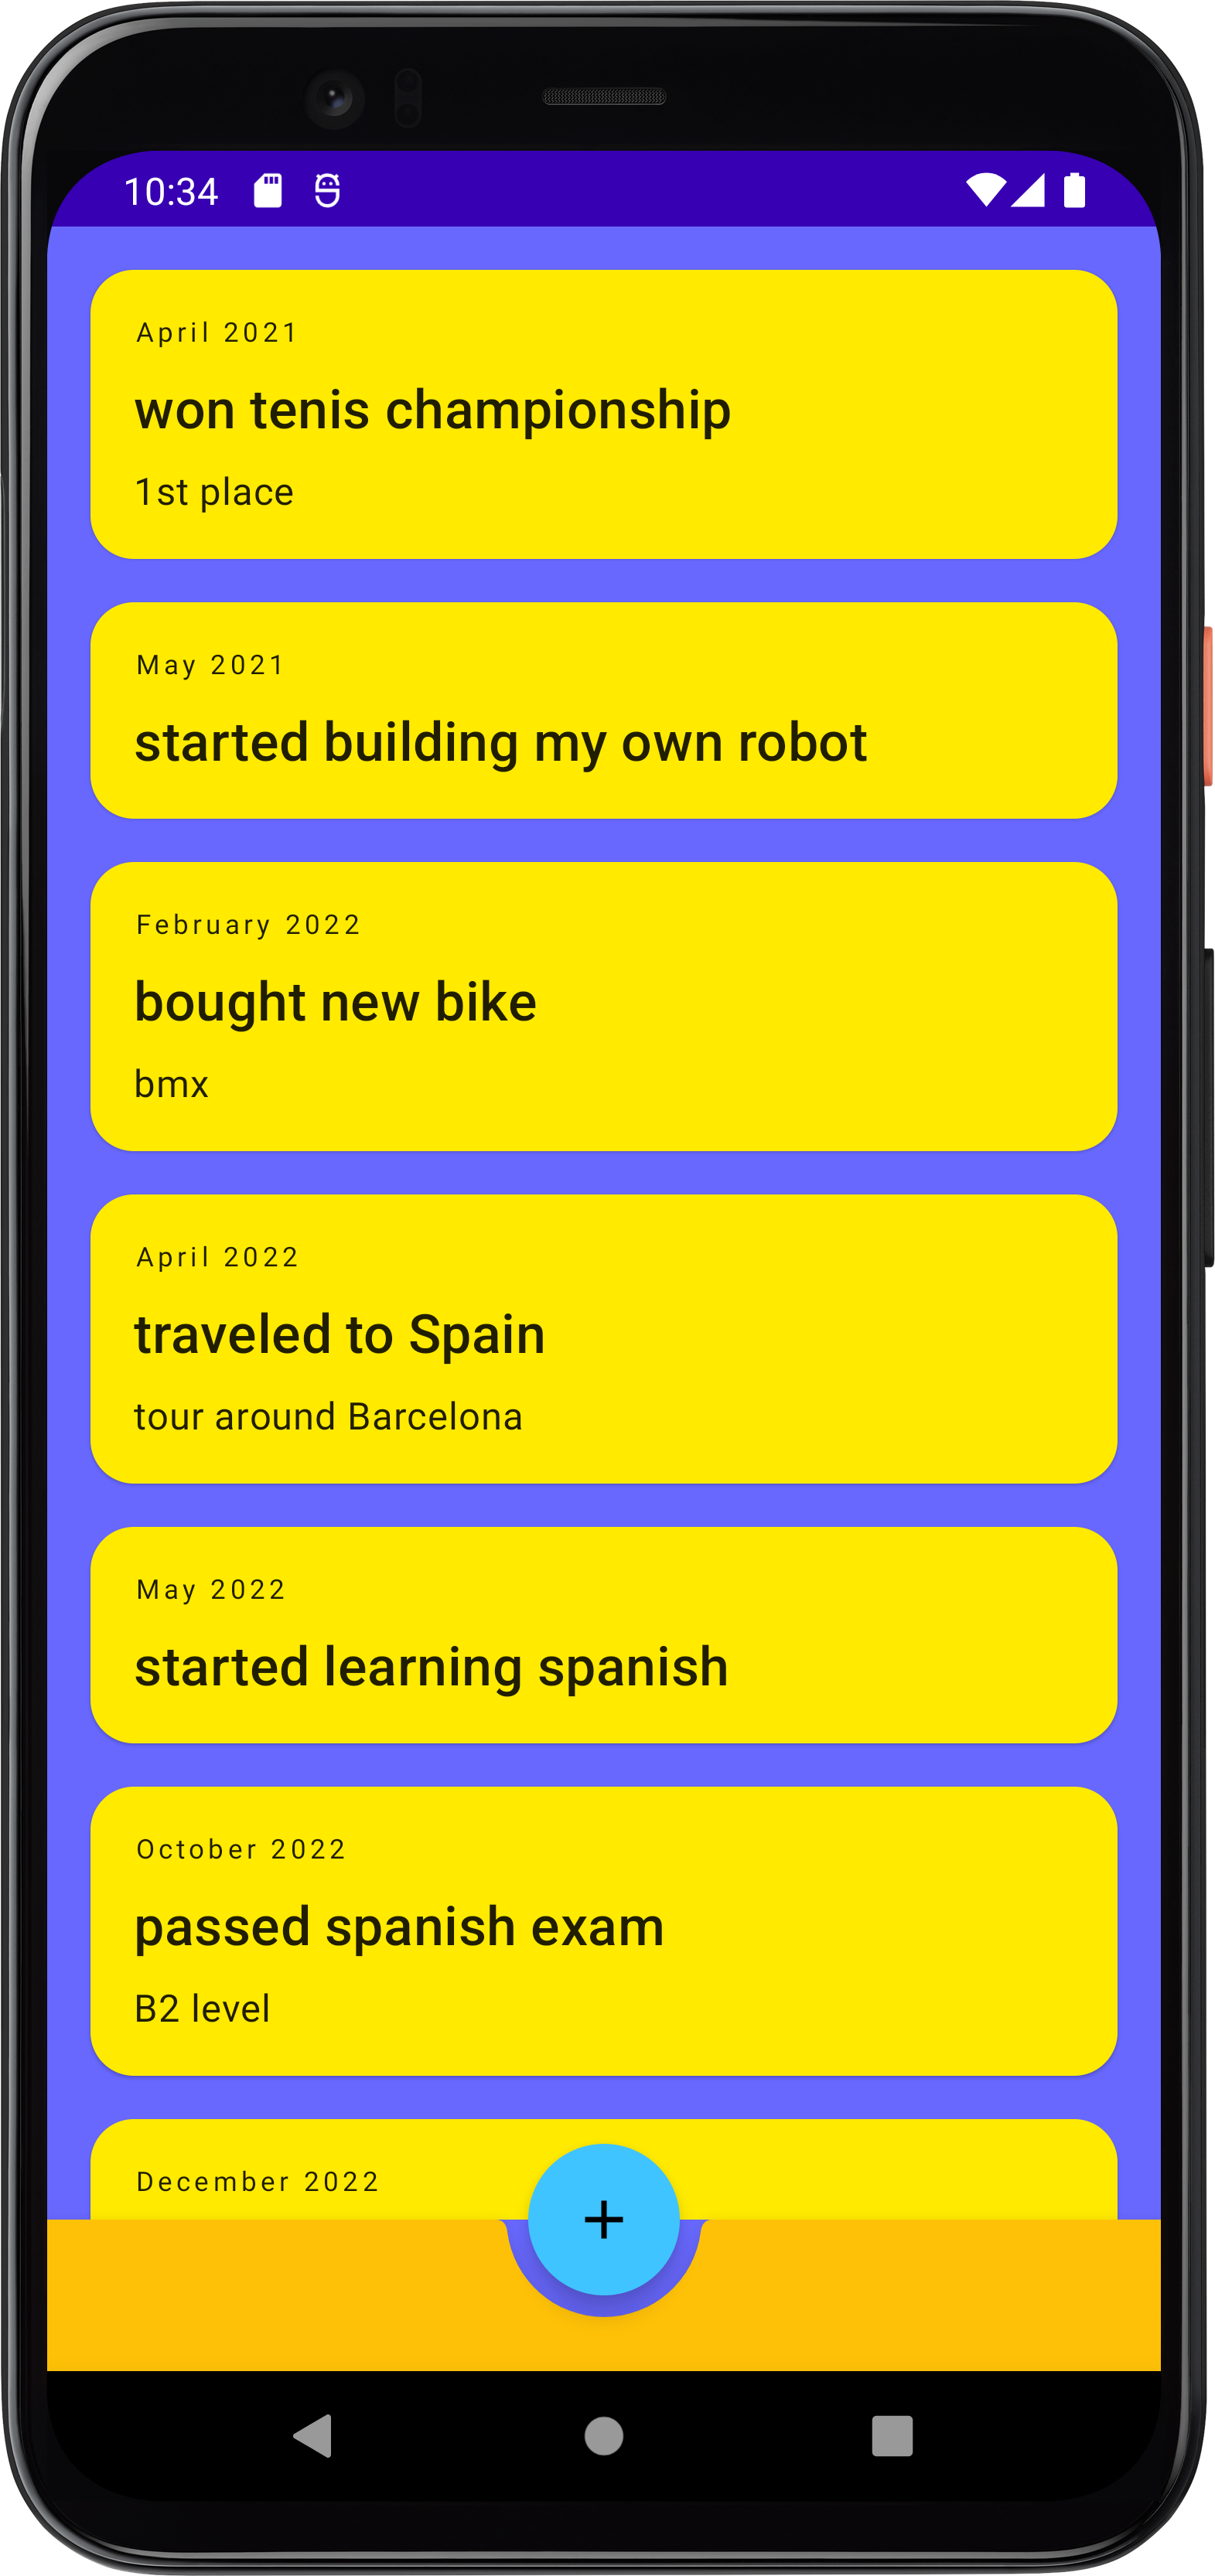 10:34
April 2021
won tenis championship
1st place
May 2021
started building my own robot
February 2022
bought new bike
bmx
April 2022
traveled to Spain
tour around Barcelona
May 2022
started learning spanish
October 2022
passed spanish exam
B2 level
December 2022
+